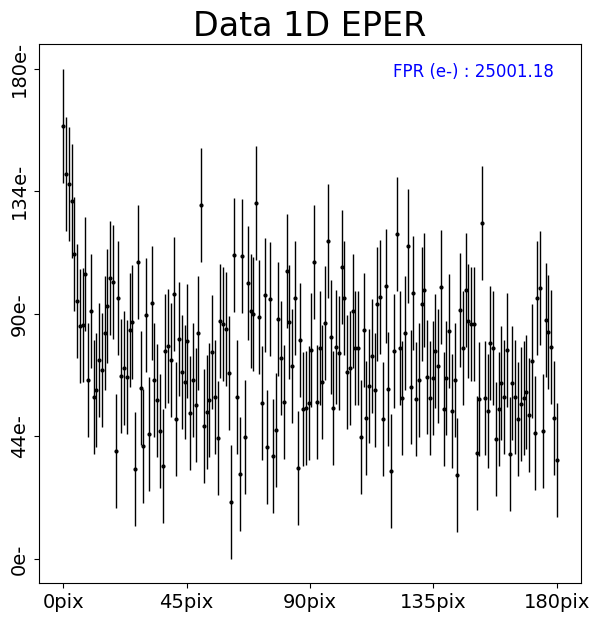 Data 1D EPER
FPR (e-) : 25001.18
180e-
134e-
90e-
44e-
0e-
0pix 45pix 90pix 135pix 180pix